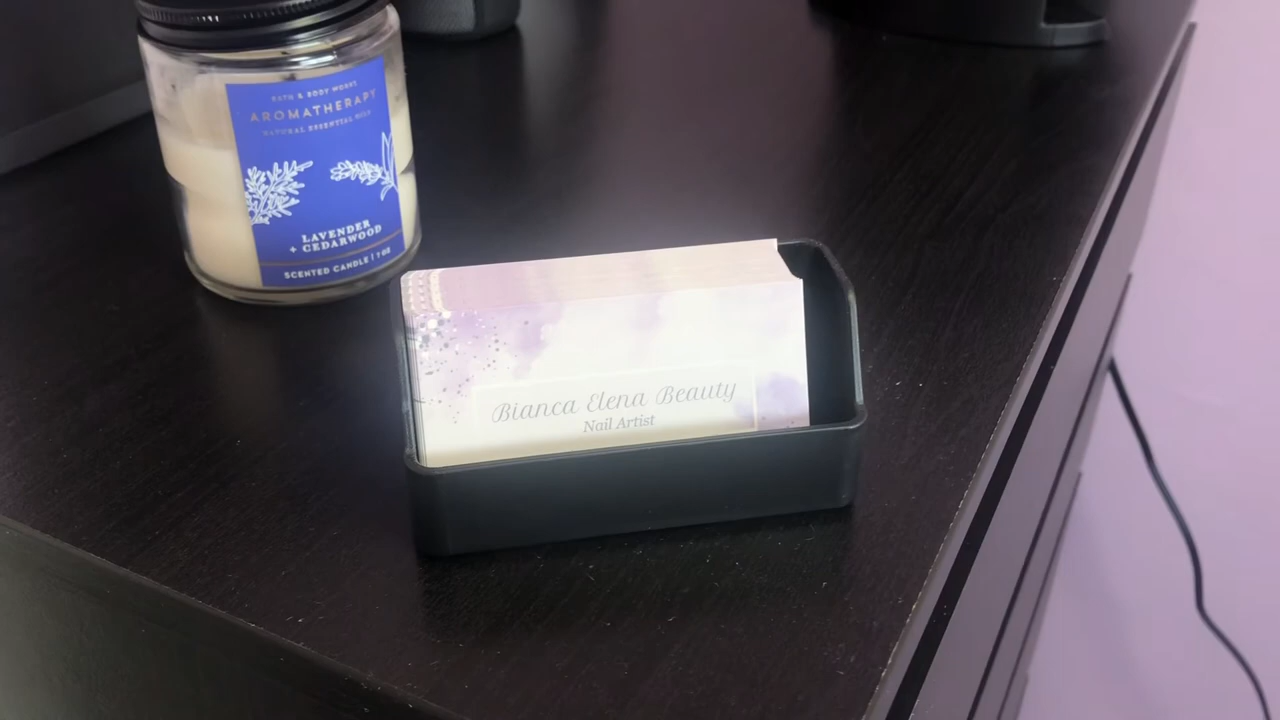 BATH & BODY WORKS
AROMATHERAPY
NATURAL ESSENTIAL OILS
LAVENDER
+ CEDARWOOD
SCENTED CANDLE | 7 OZ
Bianca Elena Beauty
Nail Artist